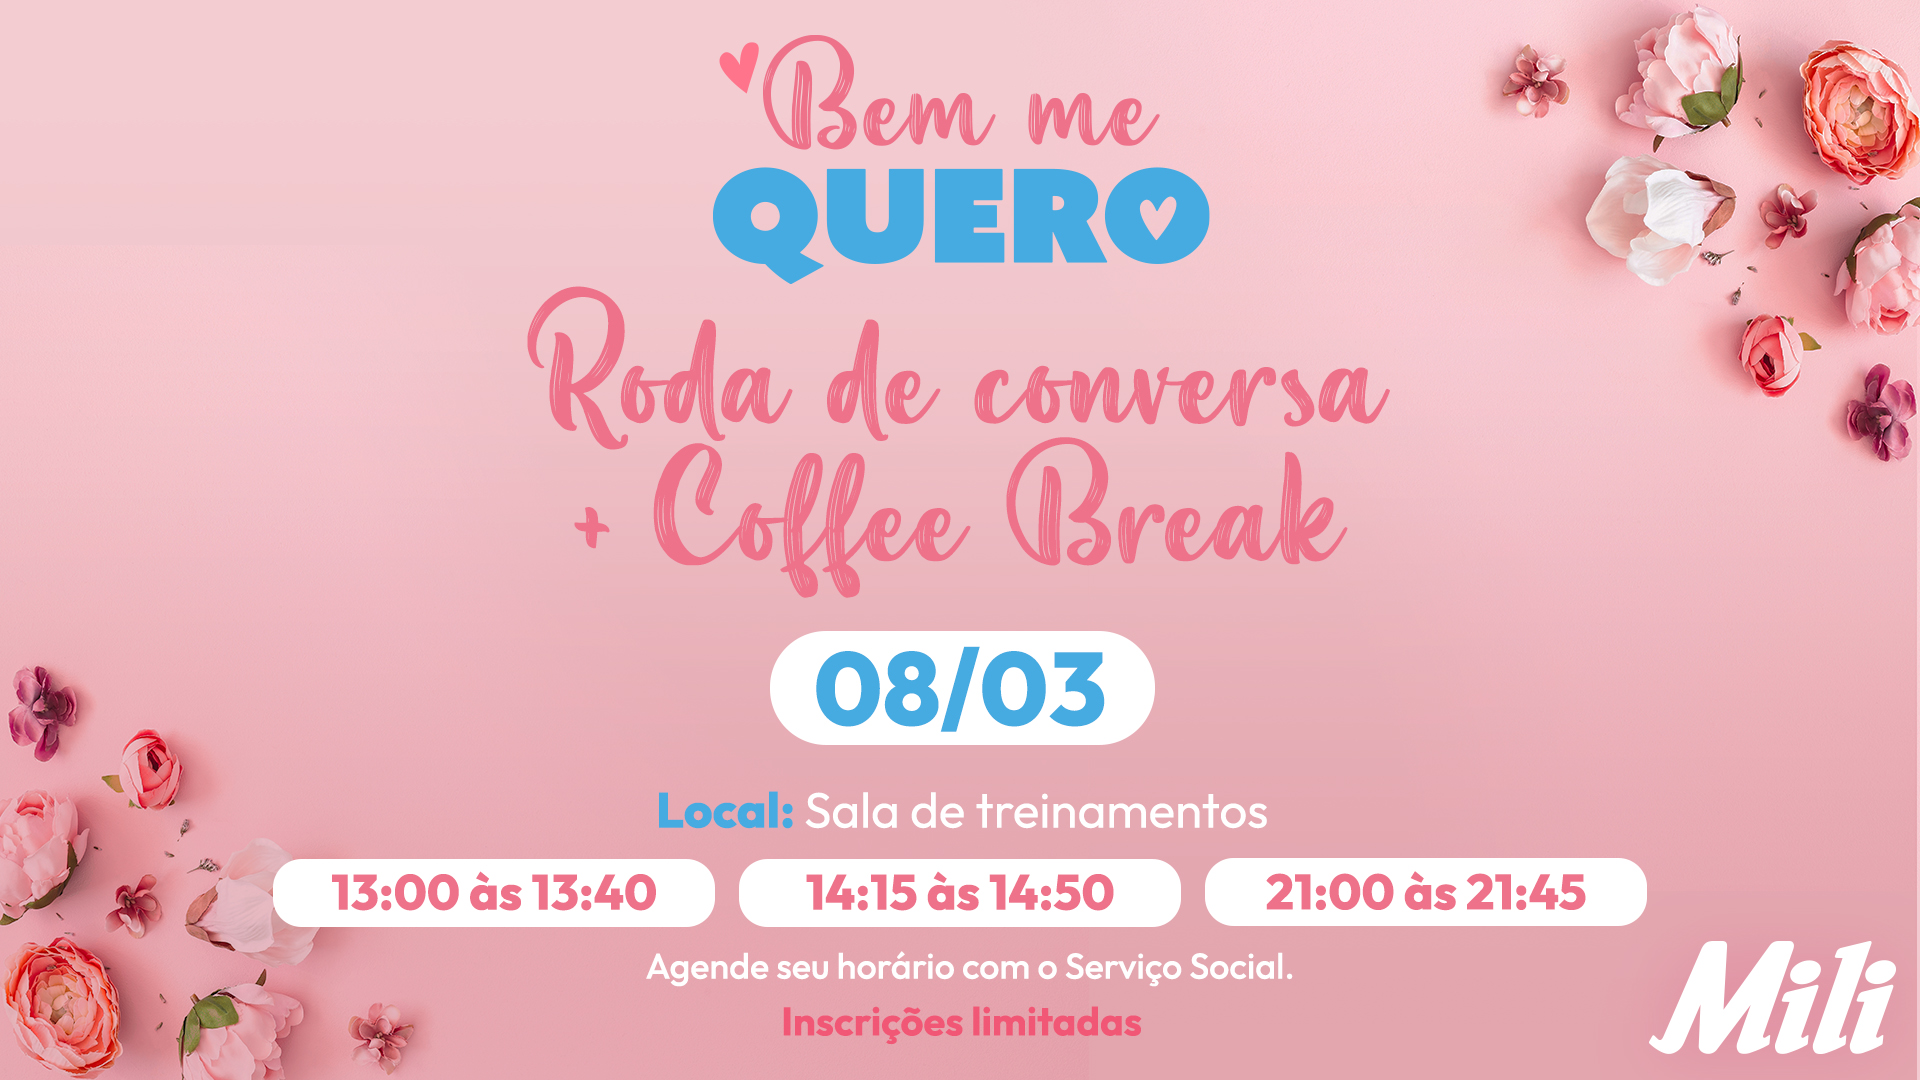 Bem me
QUERO
Roda de conversa
+ Coffee Break
08/03
Local: Sala de treinamentos
13:00 às 13:40
14:15 às 14:50
21:00 às 21:45
Agende seu horário com o Serviço Social.
Inscrições limitadas
Mili